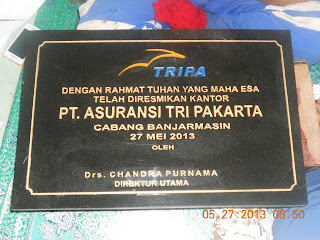 TRIPA
DENGAN RAHMAT TUHAN YANG MAHA ESA
TELAH DIRESMIKAN KANTOR
PT. ASURANSI TRI PAKARTA
CABANG BANJARMASIN
27 MEI 2013
OLEH
Drs. CHANDRA PURNAMA
DIREKTUR UTAMA
05.27.2013 08:50